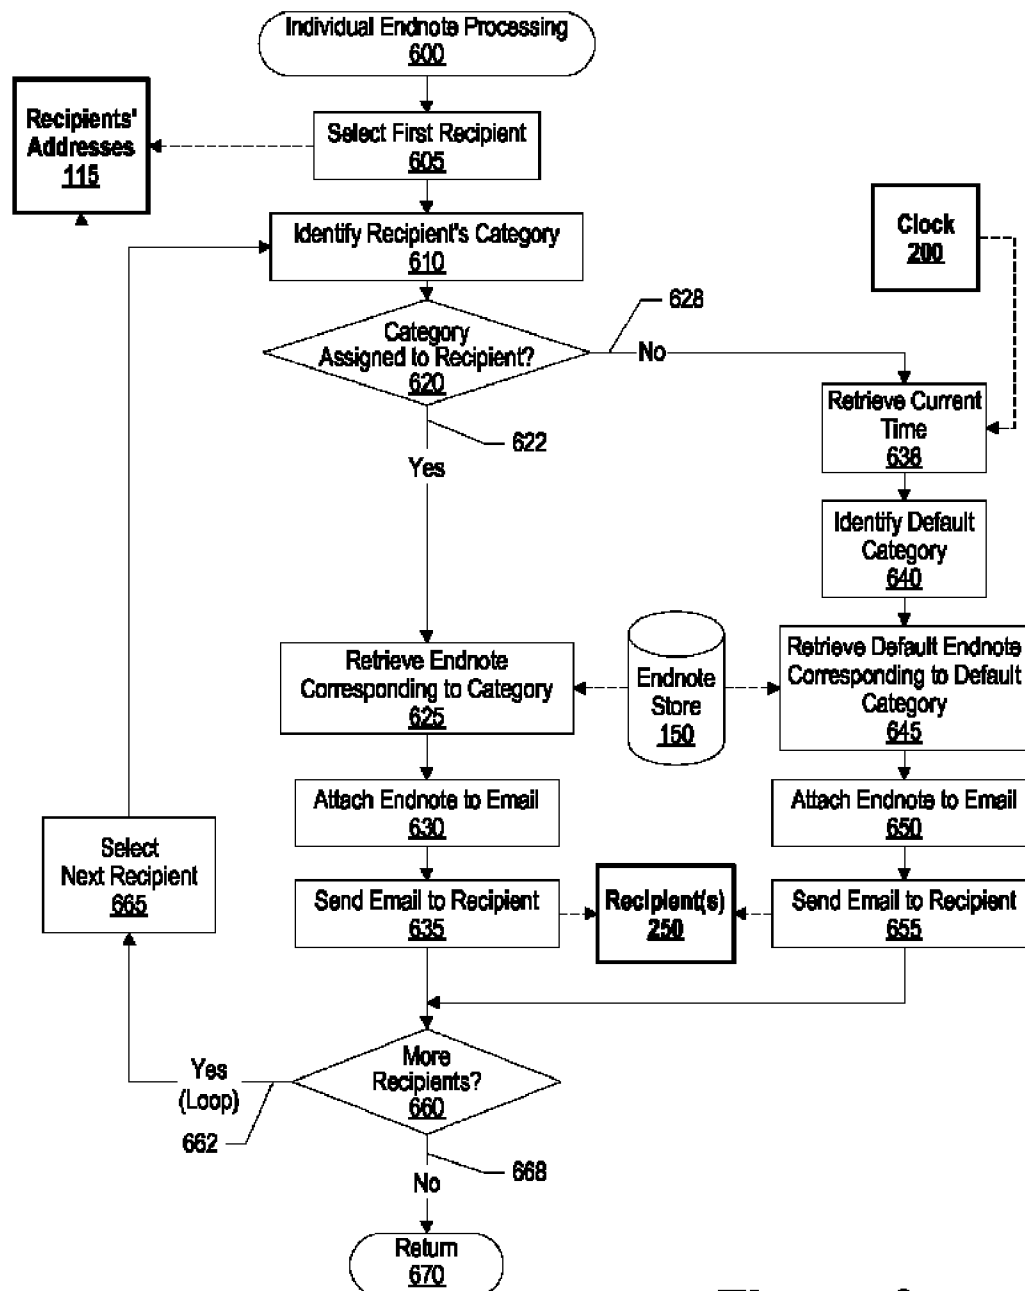 Individual Endnote Processing
600
Recipients'
Addresses
115
Select First Recipient
605
Identify Recipient's Category
610
Clock
200
628
Category
Assigned to Recipient?
620
No
622
Yes
Retrieve Current
Time
638
Identify Default
Category
640
Retrieve Endnote
Corresponding to Category
625
Endnote
Store
150
Retrieve Default Endnote
Corresponding to Default
Category
645
Attach Endnote to Email
630
Attach Endnote to Email
650
Select
Next Recipient
665
Send Email to Recipient
635
Recipient(s)
250
Send Email to Recipient
655
More
Recipients?
660
Yes
(Loop)
662
668
No
Return
670